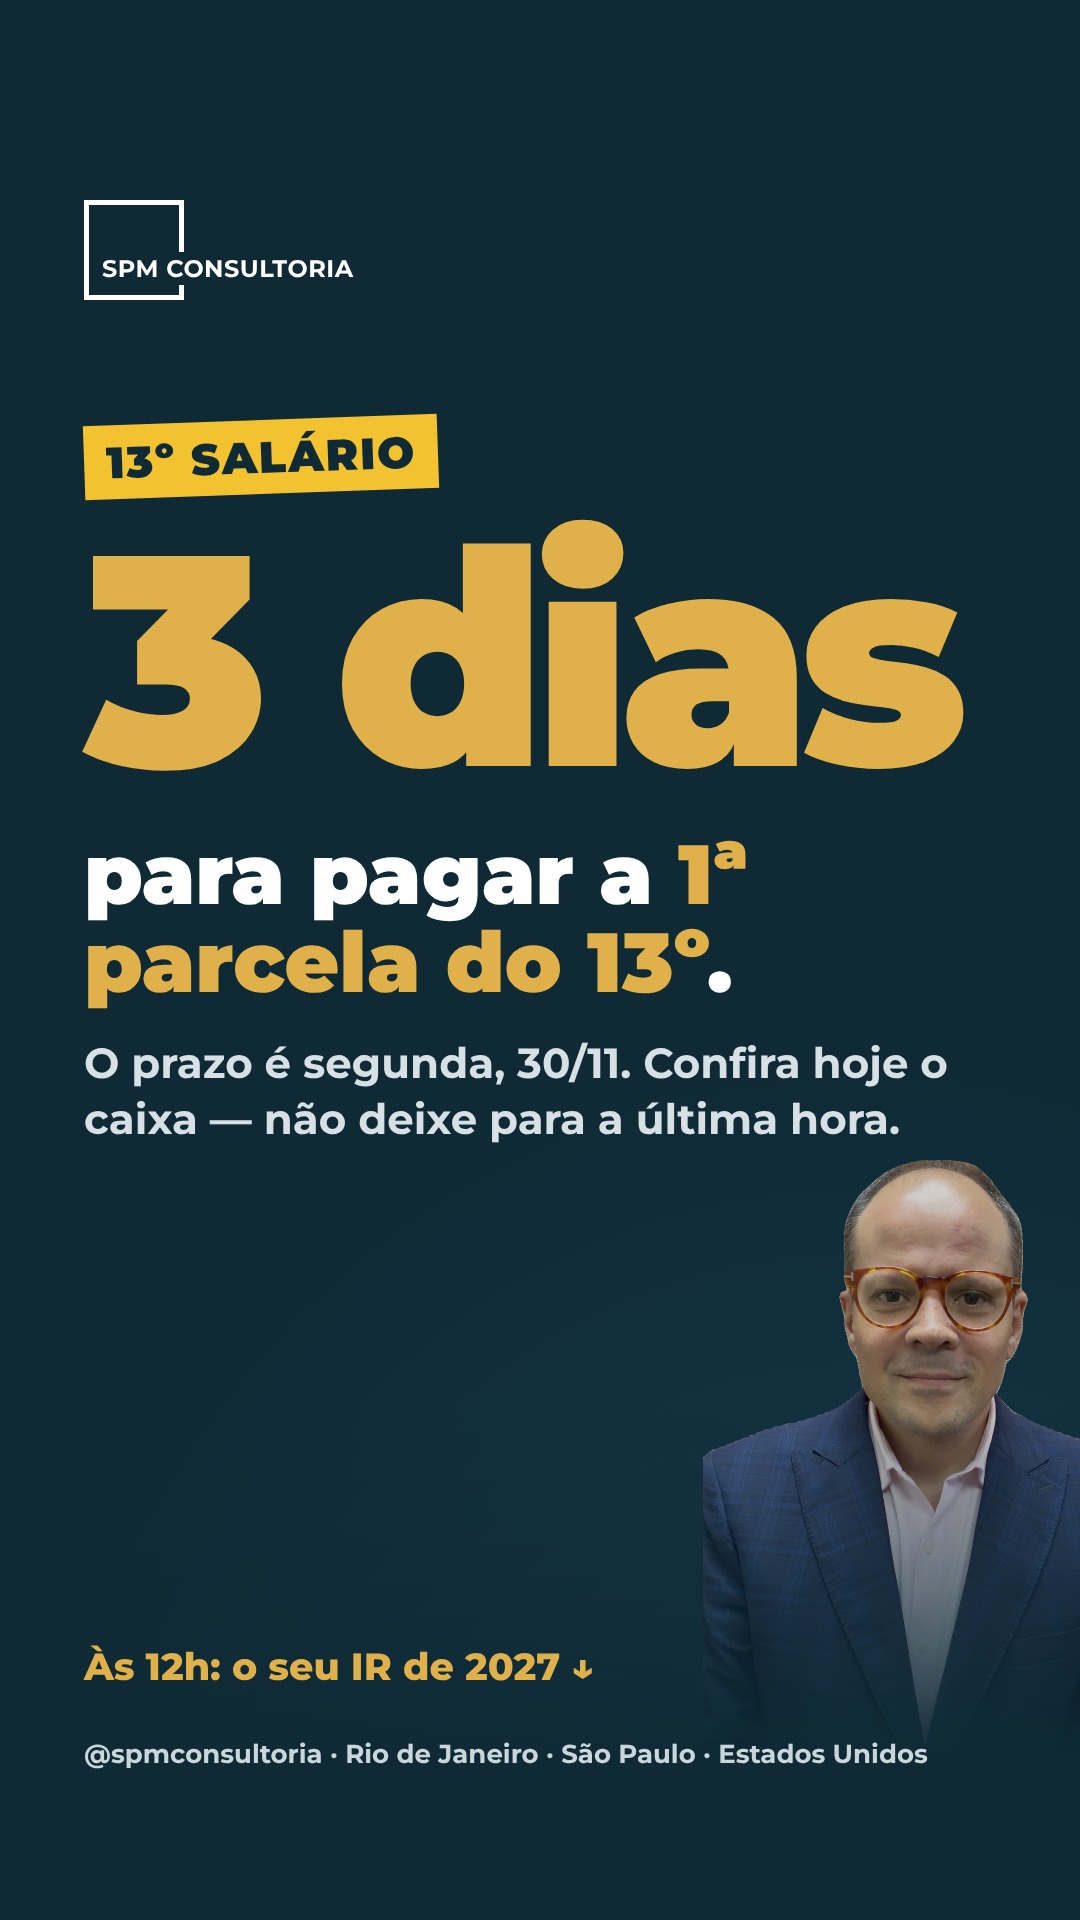 SPM CONSULTORIA
13º SALÁRIO
3 dias
para pagar a 1ª
parcela do 13º.
O prazo é segunda, 30/11. Confira hoje o
caixa — não deixe para a última hora.
Às 12h: o seu IR de 2027 ↓
@spmconsultoria · Rio de Janeiro · São Paulo · Estados Unidos